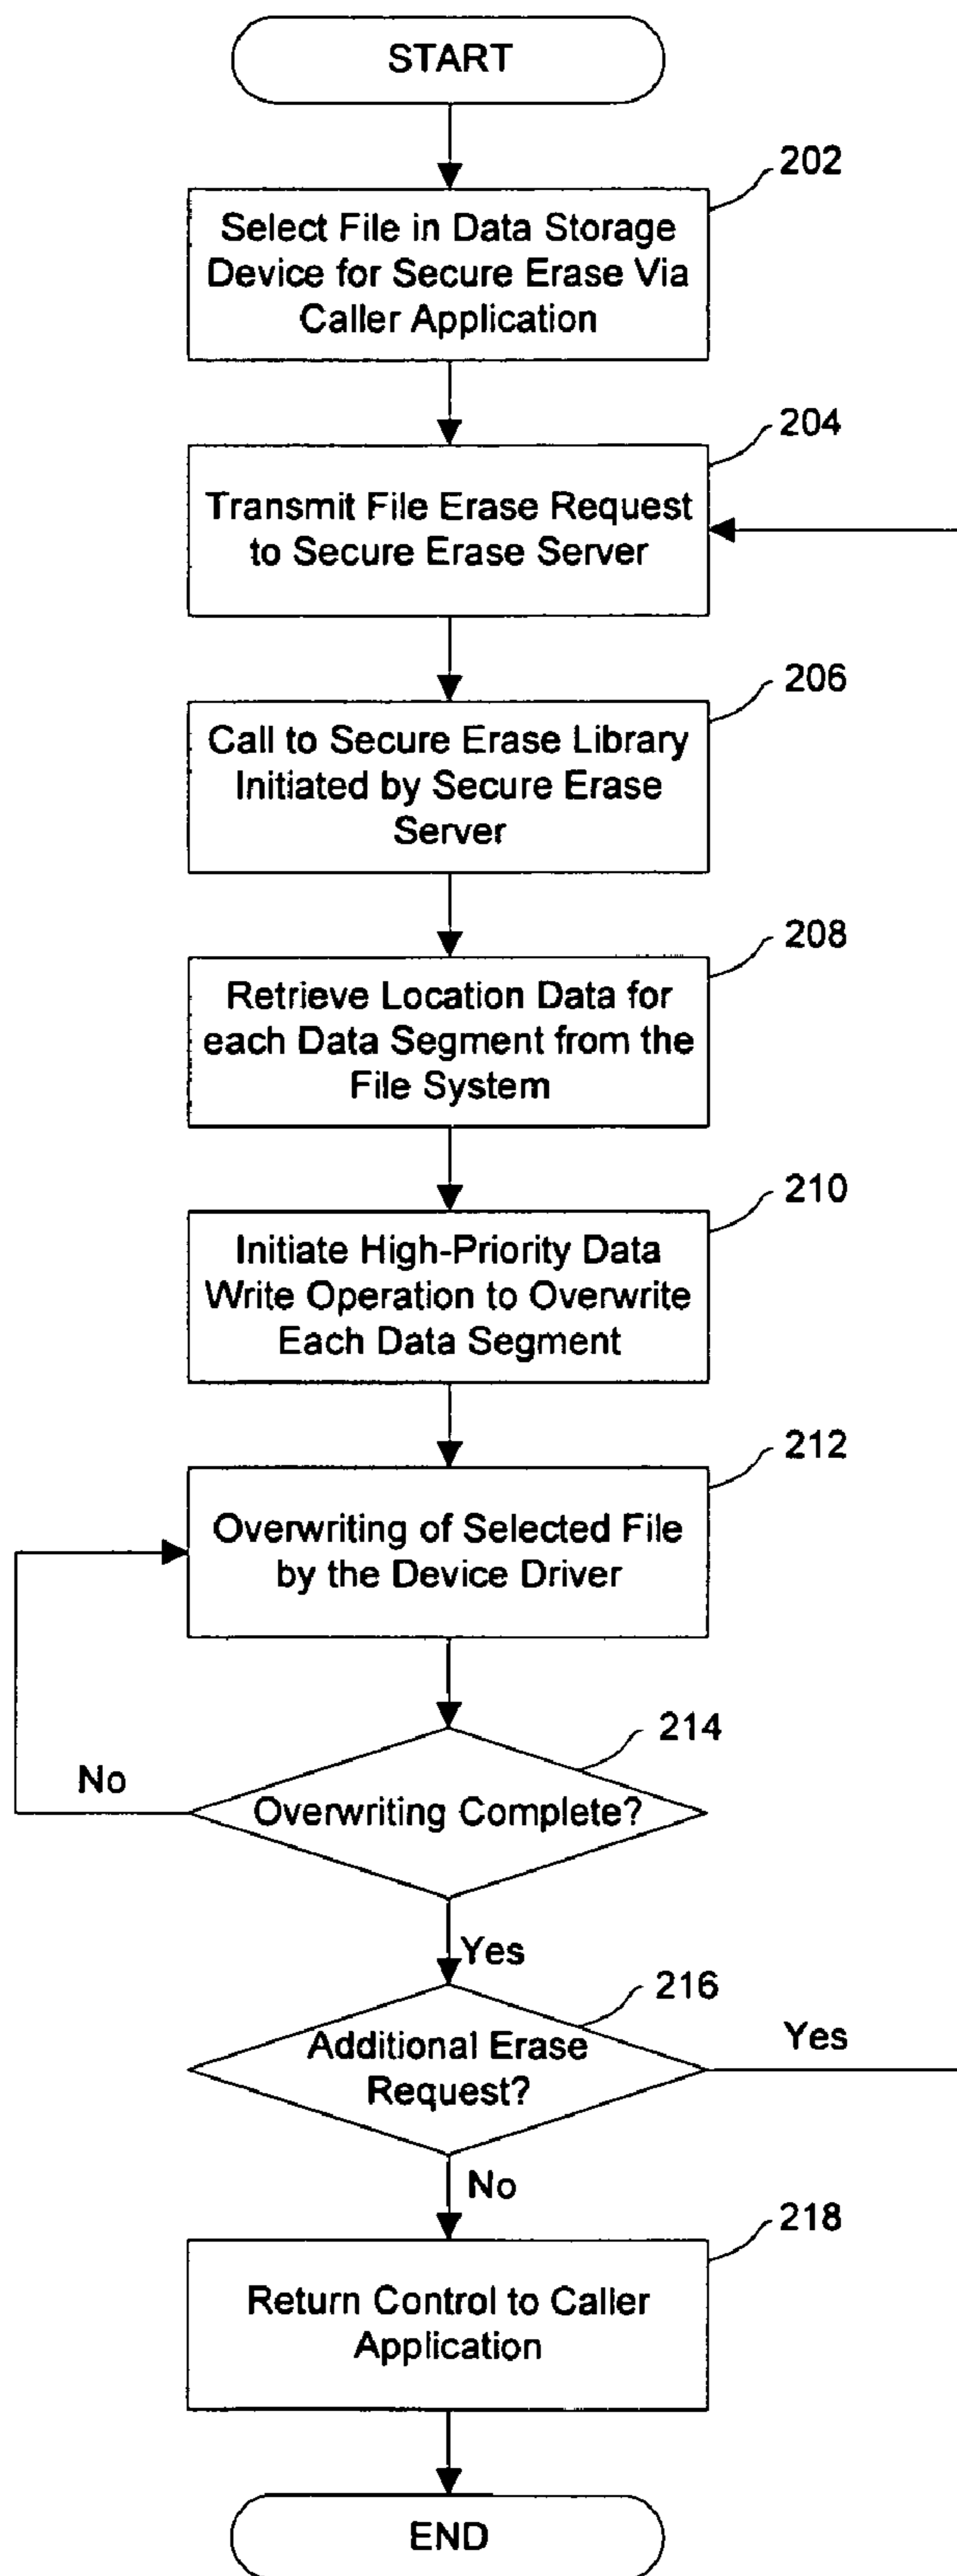 START
202
Select File in Data Storage
Device for Secure Erase Via
Caller Application
204
Transmit File Erase Request
to Secure Erase Server
206
Call to Secure Erase Library
Initiated by Secure Erase
Server
208
Retrieve Location Data for
each Data Segment from the
File System
210
Initiate High-Priority Data
Write Operation to Overwrite
Each Data Segment
212
Overwriting of Selected File
by the Device Driver
214
No
Overwriting Complete?
Yes
216
Additional Erase
Request?
Yes
No
218
Return Control to Caller
Application
END